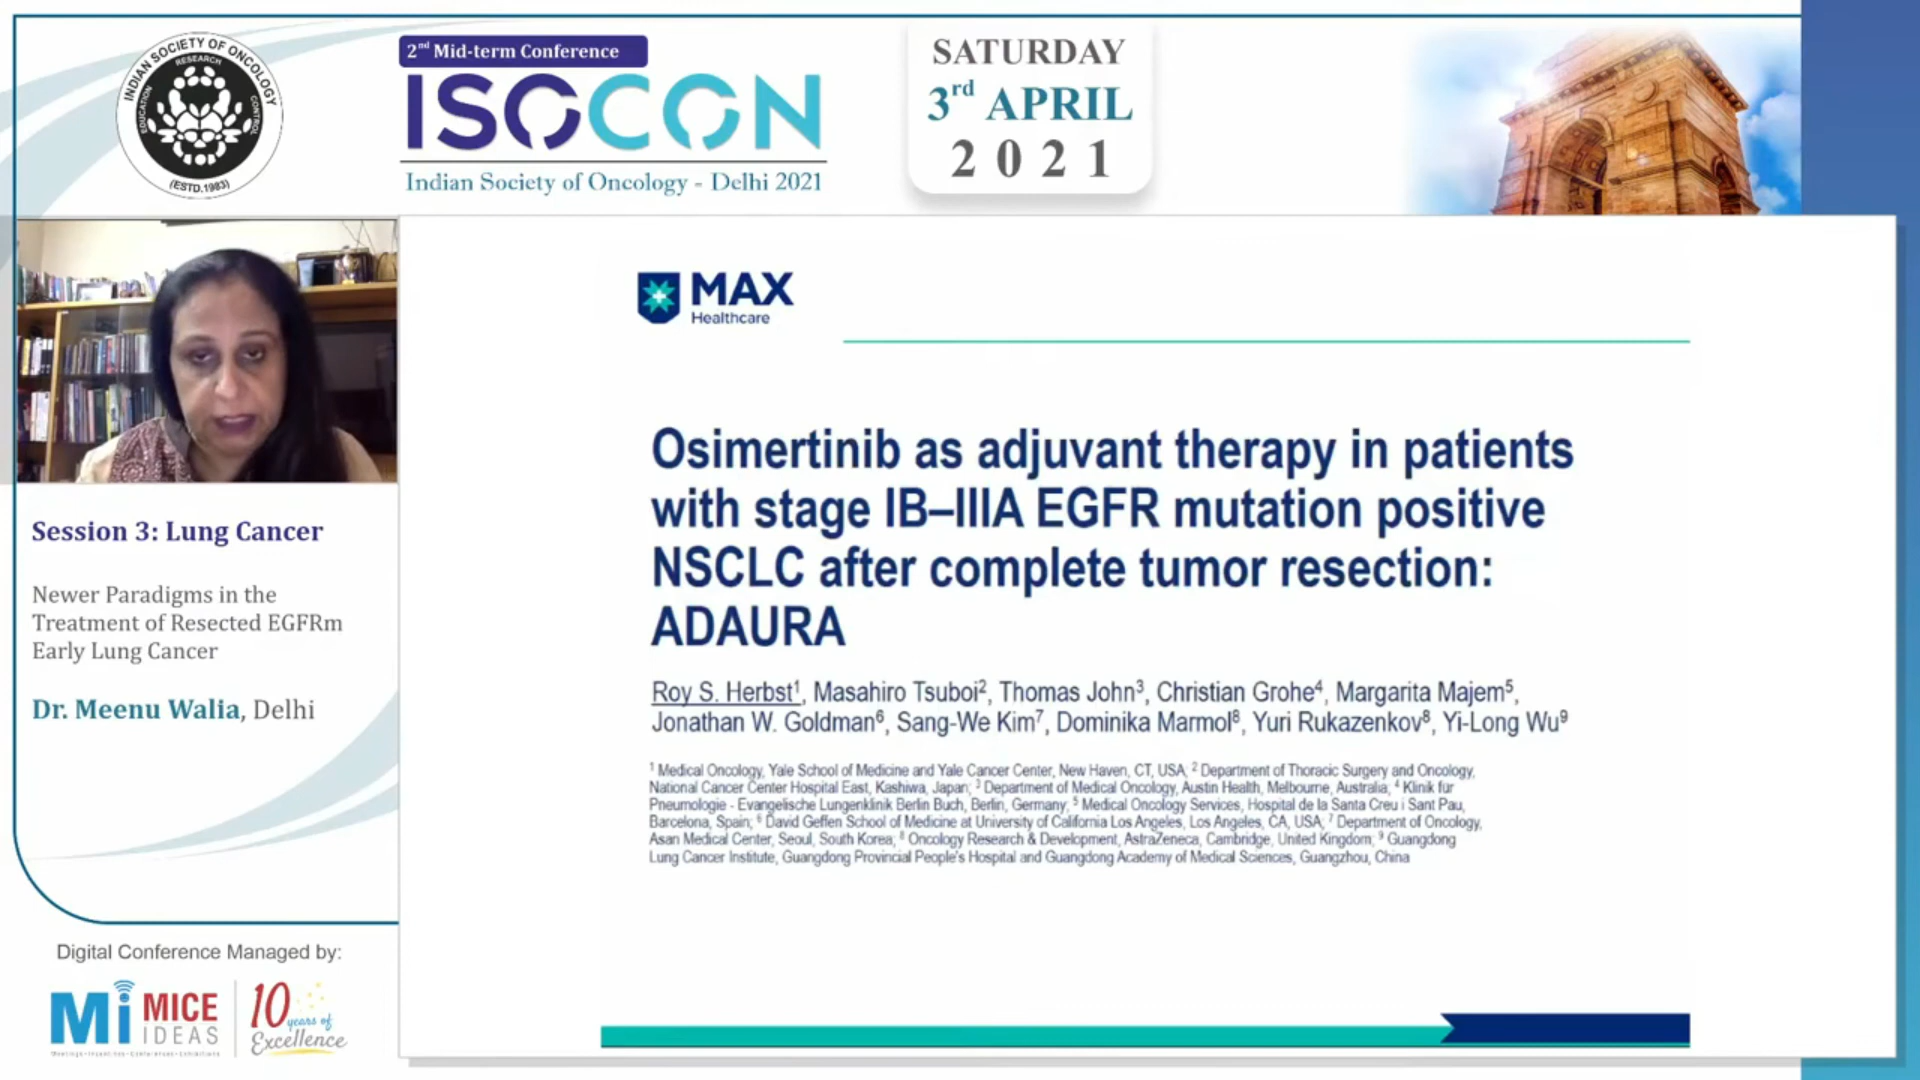 INDIAN SOCIETY OF ONCOLOGY
RESEARCH
EDUCATION
CONTROL
(ESTD.1983)
2nd Mid-term Conference
ISOCON
Indian Society of Oncology - Delhi 2021
SATURDAY
3rd APRIL
2021
Session 3: Lung Cancer
Newer Paradigms in the
Treatment of Resected EGFRm
Early Lung Cancer
Dr. Meenu Walia, Delhi
Digital Conference Managed by:
Mi MICE
IDEAS
10
years of
Excellence
MAX
Healthcare
Osimertinib as adjuvant therapy in patients
with stage IB–IIIA EGFR mutation positive
NSCLC after complete tumor resection:
ADAURA
Roy S. Herbst¹, Masahiro Tsuboi², Thomas John³, Christian Grohe⁴, Margarita Majem⁵,
Jonathan W. Goldman⁶, Sang-We Kim⁷, Dominika Marmol⁸, Yuri Rukazenkov⁸, Yi-Long Wu⁹
¹ Medical Oncology, Yale School of Medicine and Yale Cancer Center, New Haven, CT, USA; ² Department of Thoracic Surgery and Oncology,
National Cancer Center Hospital East, Kashiwa, Japan; ³ Department of Medical Oncology, Austin Health, Melbourne, Australia; ⁴ Klinik für
Pneumologie - Evangelische Lungenklinik Berlin Buch, Berlin, Germany; ⁵ Medical Oncology Services, Hospital de la Santa Creu i Sant Pau,
Barcelona, Spain; ⁶ David Geffen School of Medicine at University of California Los Angeles, Los Angeles, CA, USA; ⁷ Department of Oncology,
Asan Medical Center, Seoul, South Korea; ⁸ Oncology Research & Development, AstraZeneca, Cambridge, United Kingdom; ⁹ Guangdong
Lung Cancer Institute, Guangdong Provincial People's Hospital and Guangdong Academy of Medical Sciences, Guangzhou, China